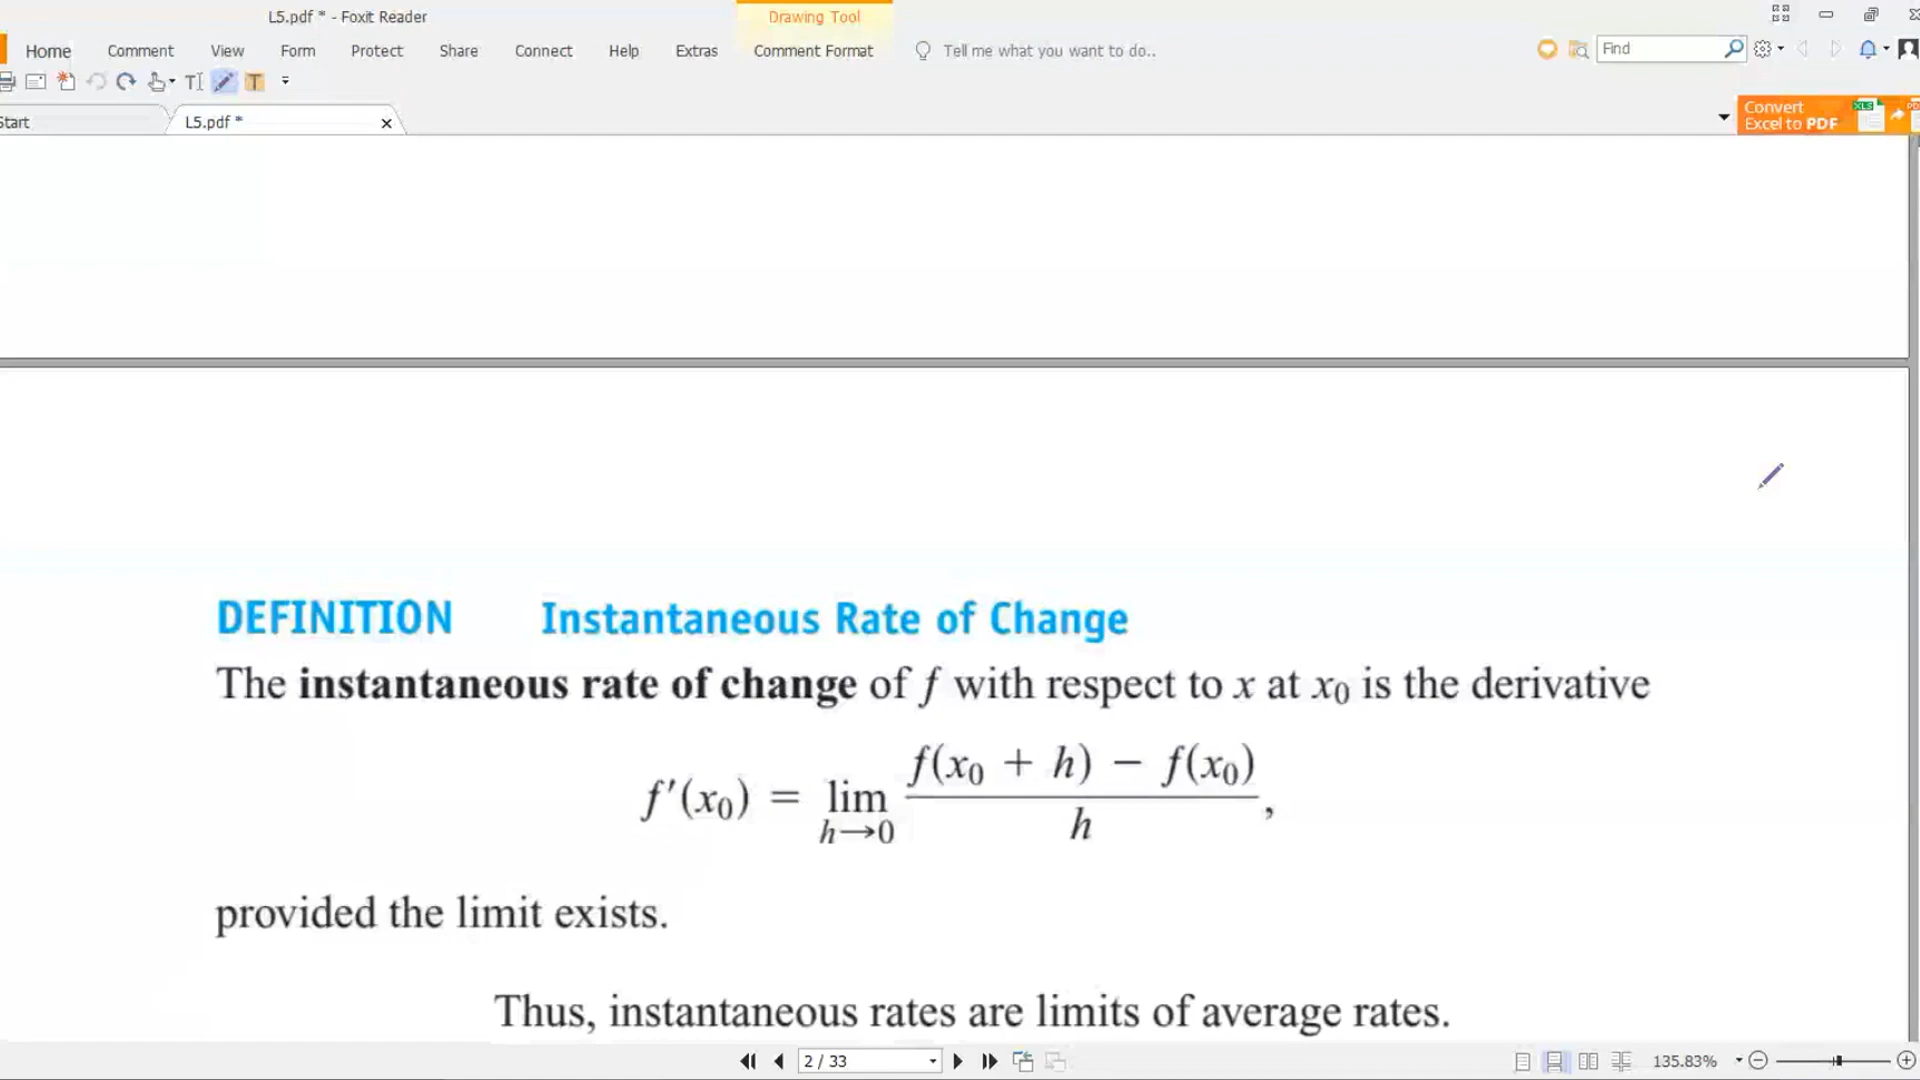 L5.pdf * - Foxit Reader
Drawing Tool
Home Comment View Form Protect Share Connect Help Extras Comment Format Tell me what you want to do.. Find
Start L5.pdf *
Convert
Excel to PDF
XLS
DEFINITION Instantaneous Rate of Change
The instantaneous rate of change of f with respect to x at x₀ is the derivative
f′(x₀) = lim h→0 f(x₀ + h) − f(x₀) / h ,
provided the limit exists.
Thus, instantaneous rates are limits of average rates.
2 / 33 135.83%